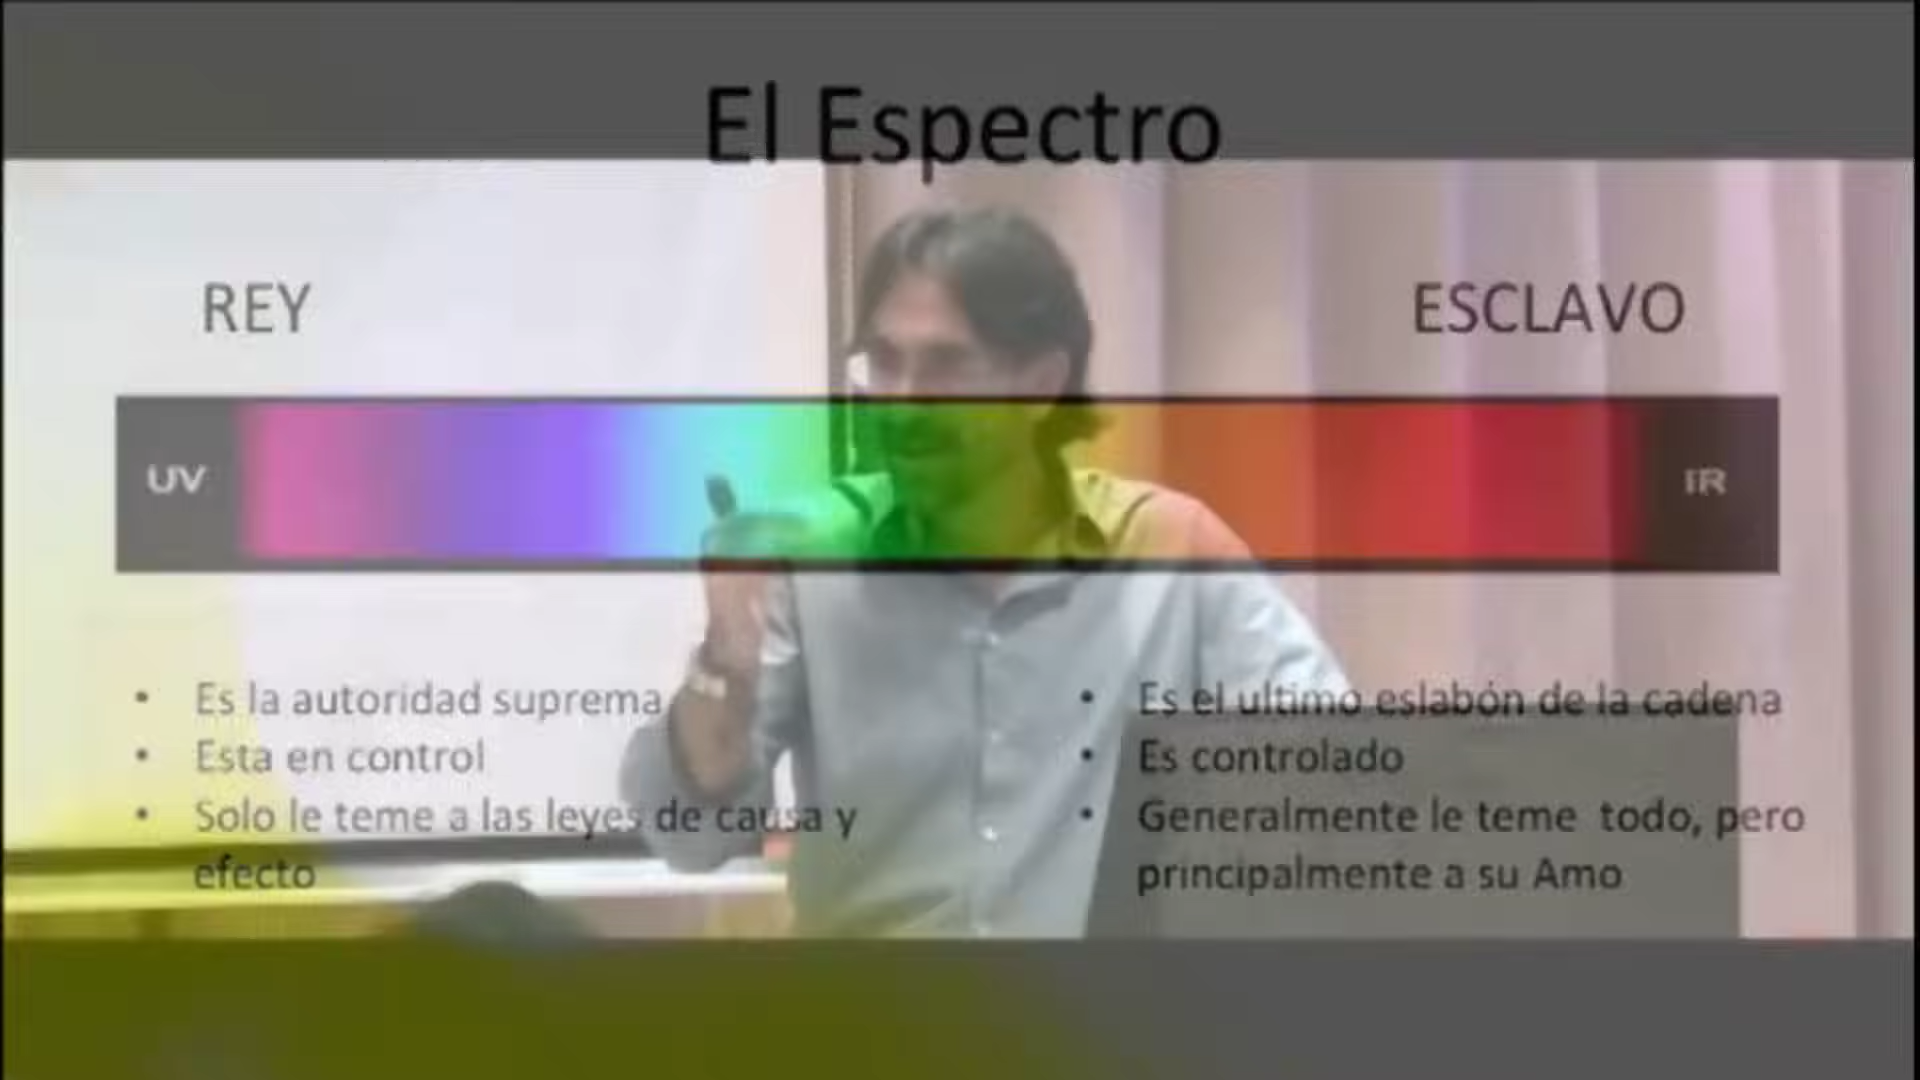 El Espectro
REY
ESCLAVO
UV
IR
• Es la autoridad suprema
• Esta en control
• Solo le teme a las leyes de causa y
efecto
• Es el ultimo eslabón de la cadena
• Es controlado
• Generalmente le teme todo, pero
principalmente a su Amo